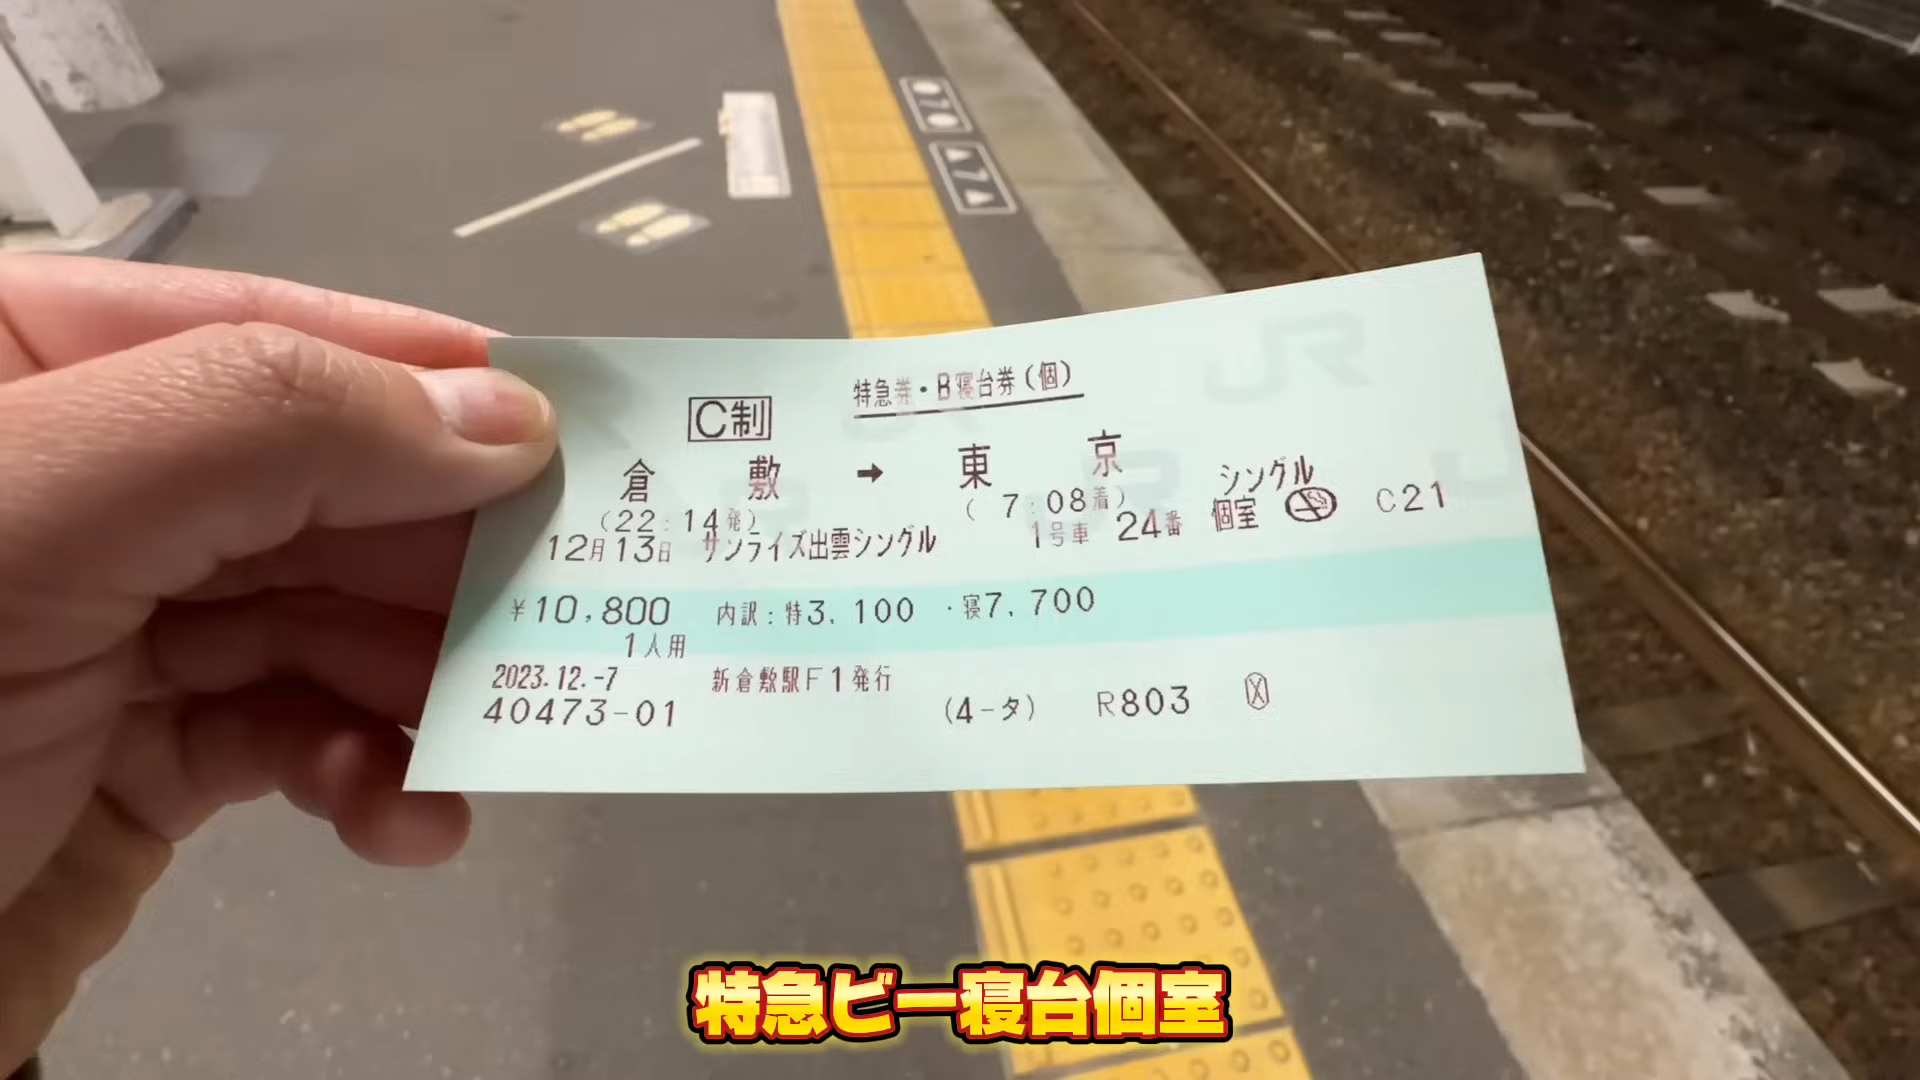 C制
特急券・B寝台券(個)
倉敷 → 東京
シングル
(22:14発)
( 7:08着)
個室
C21
12月13日 サンライズ出雲シングル
1号車 24番
¥10,800 内訳:特3,100 ・寝7,700
1人用
2023.12.-7 新倉敷駅F1発行
40473-01 (4-タ) R803
特急ビー寝台個室